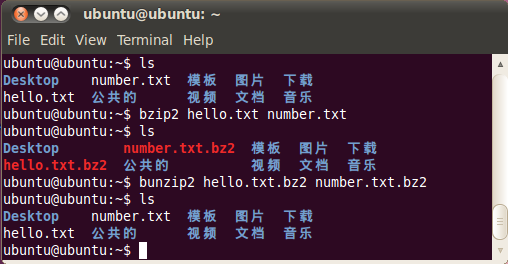 ubuntu@ubuntu: ~
File Edit View Terminal Help
ubuntu@ubuntu:~$ ls
Desktop number.txt 模板 图片 下载
hello.txt 公共的 视频 文档 音乐
ubuntu@ubuntu:~$ bzip2 hello.txt number.txt
ubuntu@ubuntu:~$ ls
Desktop number.txt.bz2 模板 图片 下载
hello.txt.bz2 公共的 视频 文档 音乐
ubuntu@ubuntu:~$ bunzip2 hello.txt.bz2 number.txt.bz2
ubuntu@ubuntu:~$ ls
Desktop number.txt 模板 图片 下载
hello.txt 公共的 视频 文档 音乐
ubuntu@ubuntu:~$